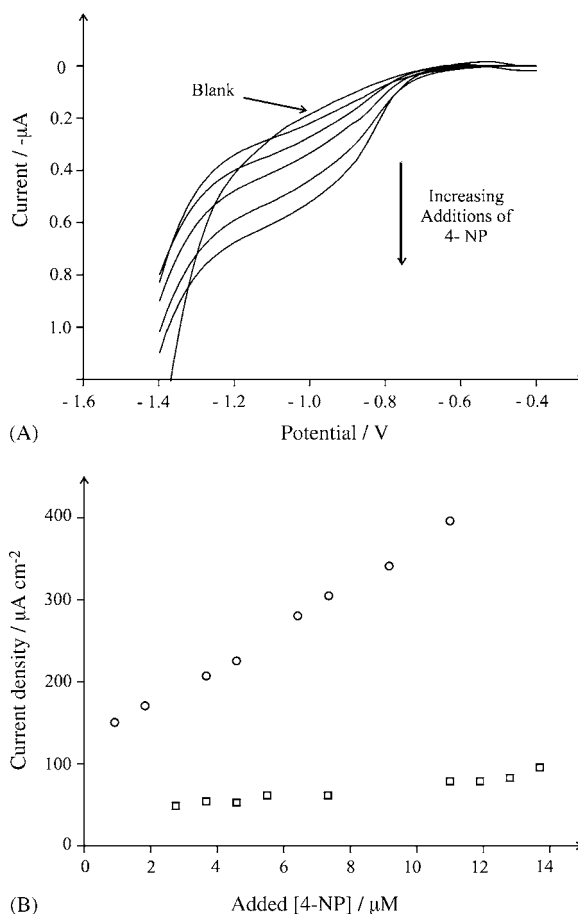 0
0.2
0.4
0.6
0.8
1.0
Current / -µA
Blank
Increasing
Additions of
4- NP
- 1.6
- 1.4
- 1.2
- 1.0
- 0.8
- 0.6
- 0.4
(A)
Potential / V
400
300
200
100
0
Current density / µA cm-2
0
2
4
6
8
10
12
14
(B)
Added [4-NP] / µM